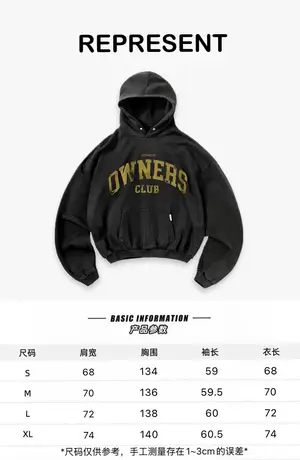 REPRESENT
OWNERS
CLUB
BASIC INFORMATION
产品参数
尺码 肩宽 胸围 袖长 衣长
S 68 134 59 68
M 70 136 59.5 70
L 72 138 60 72
XL 74 140 60.5 74
*尺码仅供参考，手工测量存在1~3cm的误差*